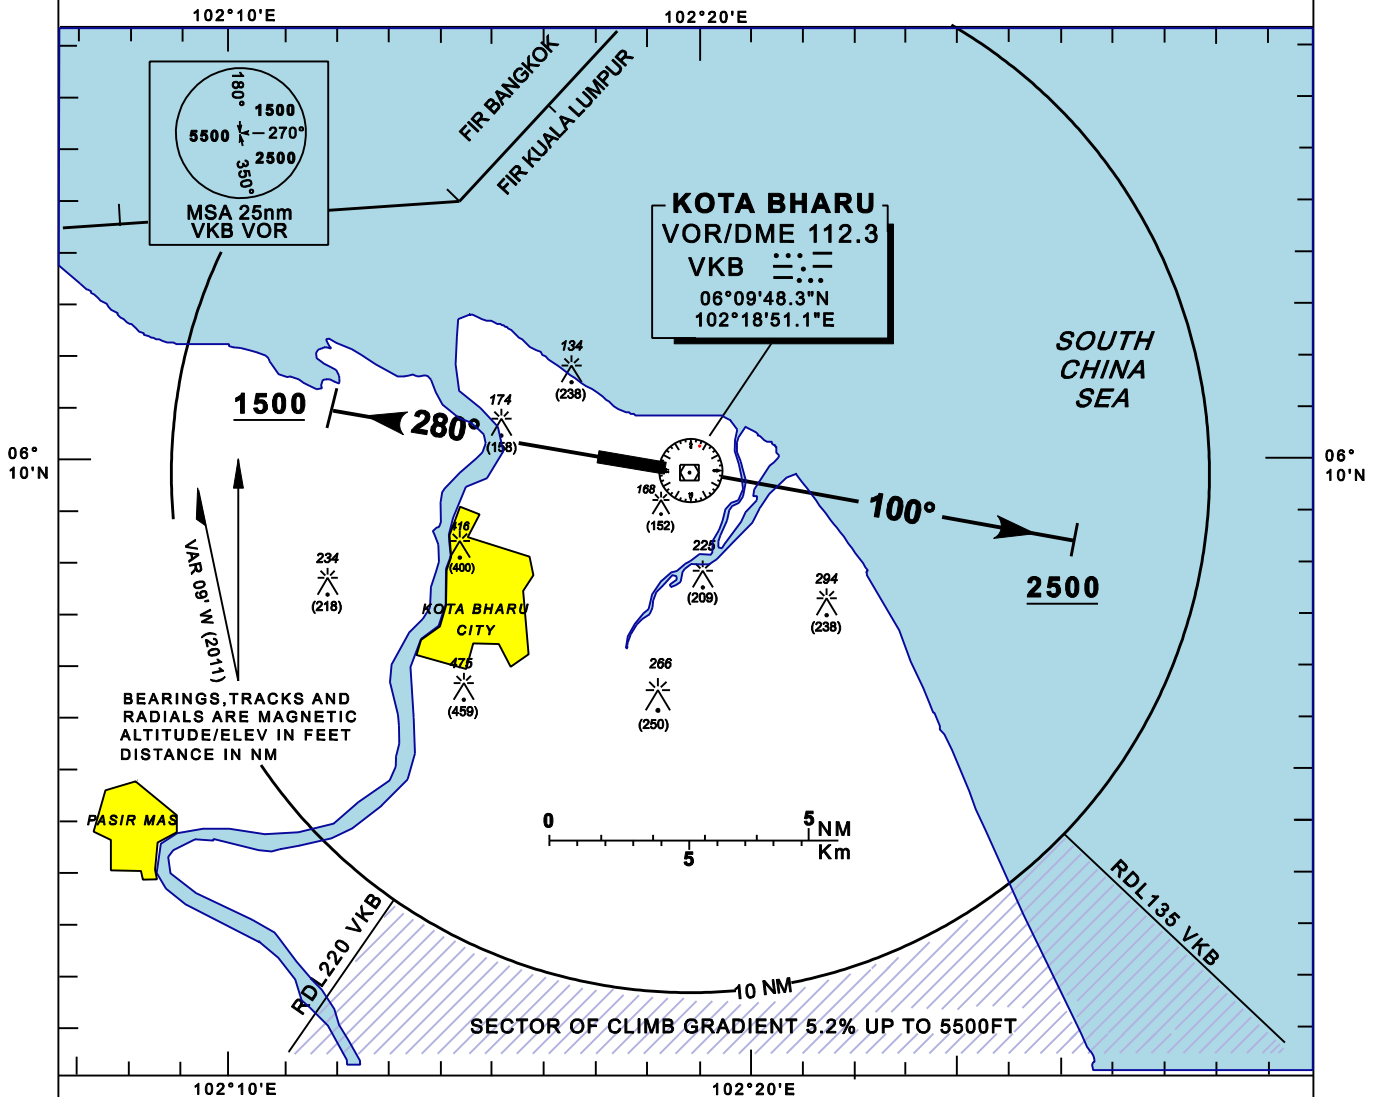 102°10'E
102°20'E
FIR BANGKOK
FIR KUALA LUMPUR
180°
1500
5500
270°
2500
350°
MSA 25nm
VKB VOR
KOTA BHARU
VOR/DME 112.3
VKB
06°09'48.3"N
102°18'51.1"E
SOUTH
CHINA
SEA
134
(238)
1500
280°
174
(158)
06°
10'N
06°
10'N
168
(152)
100°
2500
416
(400)
225
(209)
234
(218)
294
(238)
KOTA BHARU
CITY
VAR 09' W (2011)
475
(459)
266
(250)
BEARINGS,TRACKS AND
RADIALS ARE MAGNETIC
ALTITUDE/ELEV IN FEET
DISTANCE IN NM
PASIR MAS
0
5
NM
Km
5
RDL220 VKB
RDL135 VKB
10 NM
SECTOR OF CLIMB GRADIENT 5.2% UP TO 5500FT
102°10'E
102°20'E